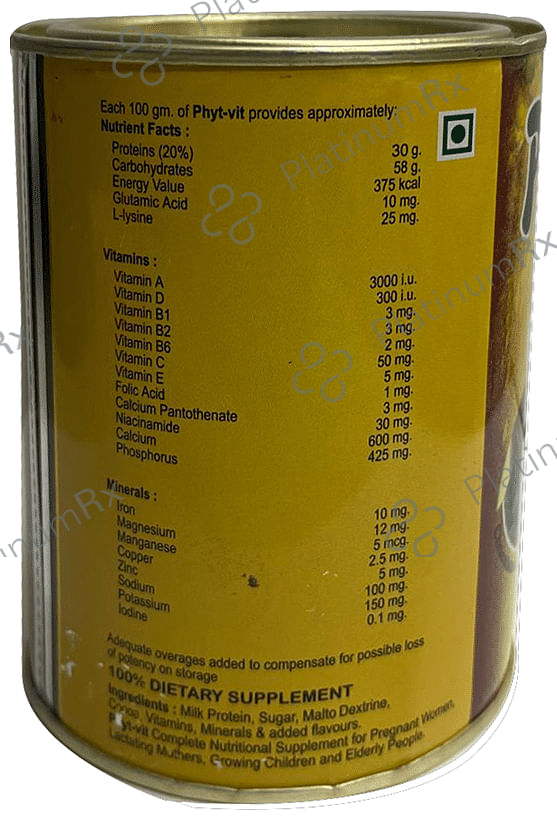 Each 100 gm. of Phyt-vit provides approximately:
Nutrient Facts :
Proteins (20%) 30 g.
Carbohydrates 58 g.
Energy Value 375 kcal
Glutamic Acid 10 mg.
L-lysine 25 mg.
Vitamins :
Vitamin A 3000 i.u.
Vitamin D 300 i.u.
Vitamin B1 3 mg.
Vitamin B2 3 mg.
Vitamin B6 2 mg.
Vitamin C 50 mg.
Vitamin E 5 mg.
Folic Acid 1 mg.
Calcium Pantothenate 3 mg.
Niacinamide 30 mg.
Calcium 600 mg.
Phosphorus 425 mg.
Minerals :
Iron 10 mg.
Magnesium 12 mg.
Manganese 5 mcg.
Copper 2.5 mg.
Zinc 5 mg.
Sodium 100 mg.
Potassium 150 mg.
Iodine 0.1 mg.
Adequate overages added to compensate for possible loss
of potency on storage
100% DIETARY SUPPLEMENT
Ingredients : Milk Protein, Sugar, Malto Dextrine,
Cocoa, Vitamins, Minerals & added flavours.
Phyt-vit Complete Nutritional Supplement for Pregnant Women,
Lactating Muthers, Growing Children and Elderly People.
PlatinumRx
PlatinumRx
PlatinumRx